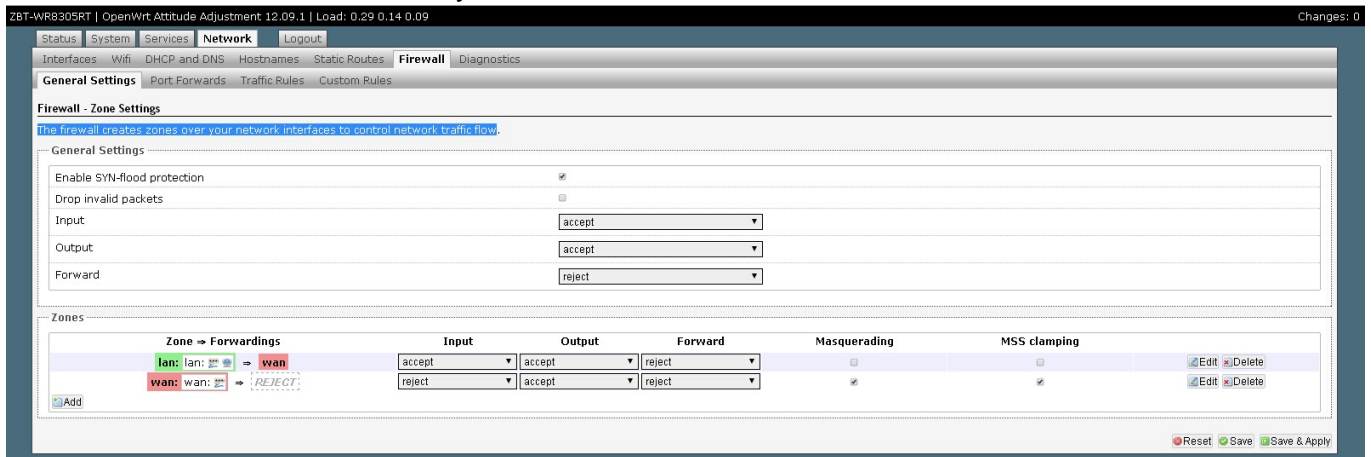 ZBT-WR8305RT | OpenWrt Attitude Adjustment 12.09.1 | Load: 0.29 0.14 0.09 Changes: 0
Status System Services Network Logout
Interfaces Wifi DHCP and DNS Hostnames Static Routes Firewall Diagnostics
General Settings Port Forwards Traffic Rules Custom Rules
Firewall - Zone Settings
The firewall creates zones over your network interfaces to control network traffic flow.
General Settings
Enable SYN-flood protection
Drop invalid packets
Input accept
Output accept
Forward reject
Zones
Zone ⇒ Forwardings Input Output Forward Masquerading MSS clamping
lan: lan: ⇒ wan accept accept reject Edit Delete
wan: wan: ⇒ REJECT reject accept reject Edit Delete
Add
Reset Save Save & Apply